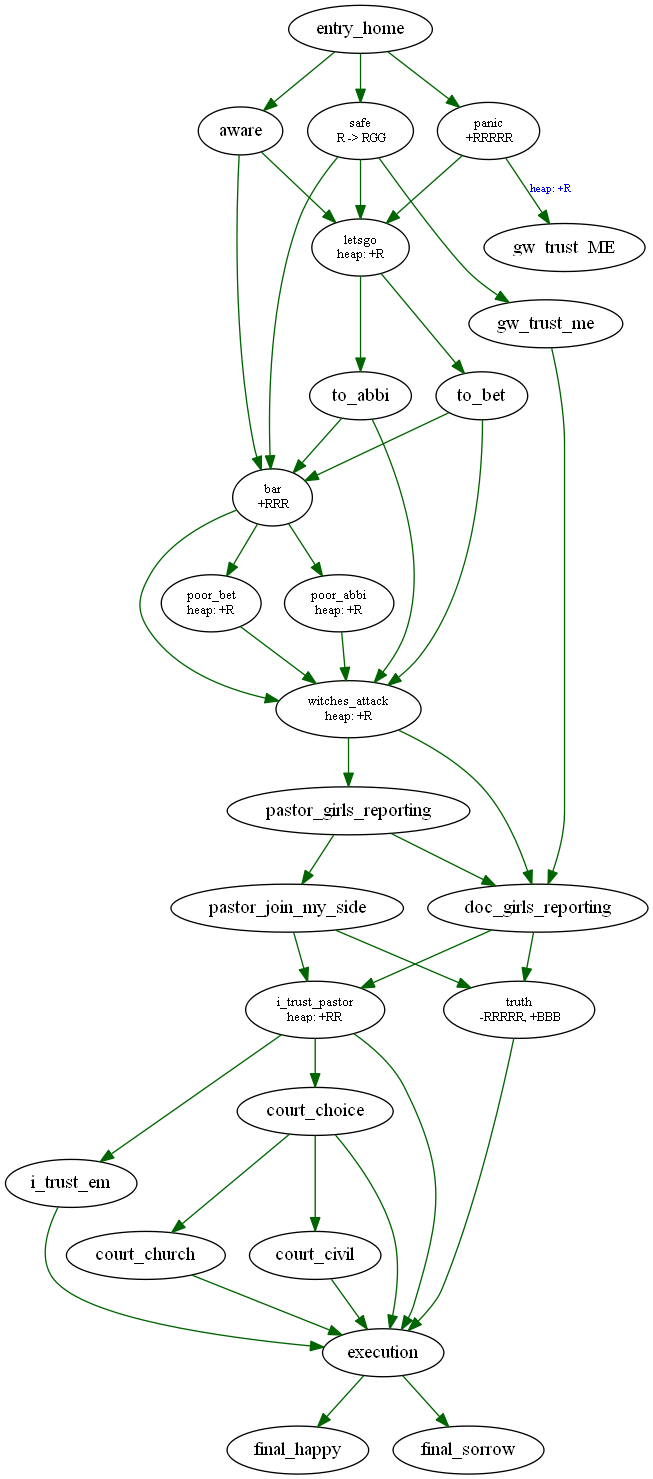 entry_home
aware
safe
R -> RGG
panic
+RRRRR
heap: +R
letsgo
heap: +R
gw_trust_ME
gw_trust_me
to_abbi
to_bet
bar
+RRR
poor_bet
heap: +R
poor_abbi
heap: +R
witches_attack
heap: +R
pastor_girls_reporting
pastor_join_my_side
doc_girls_reporting
i_trust_pastor
heap: +RR
truth
-RRRRR, +BBB
court_choice
i_trust_em
court_church
court_civil
execution
final_happy
final_sorrow